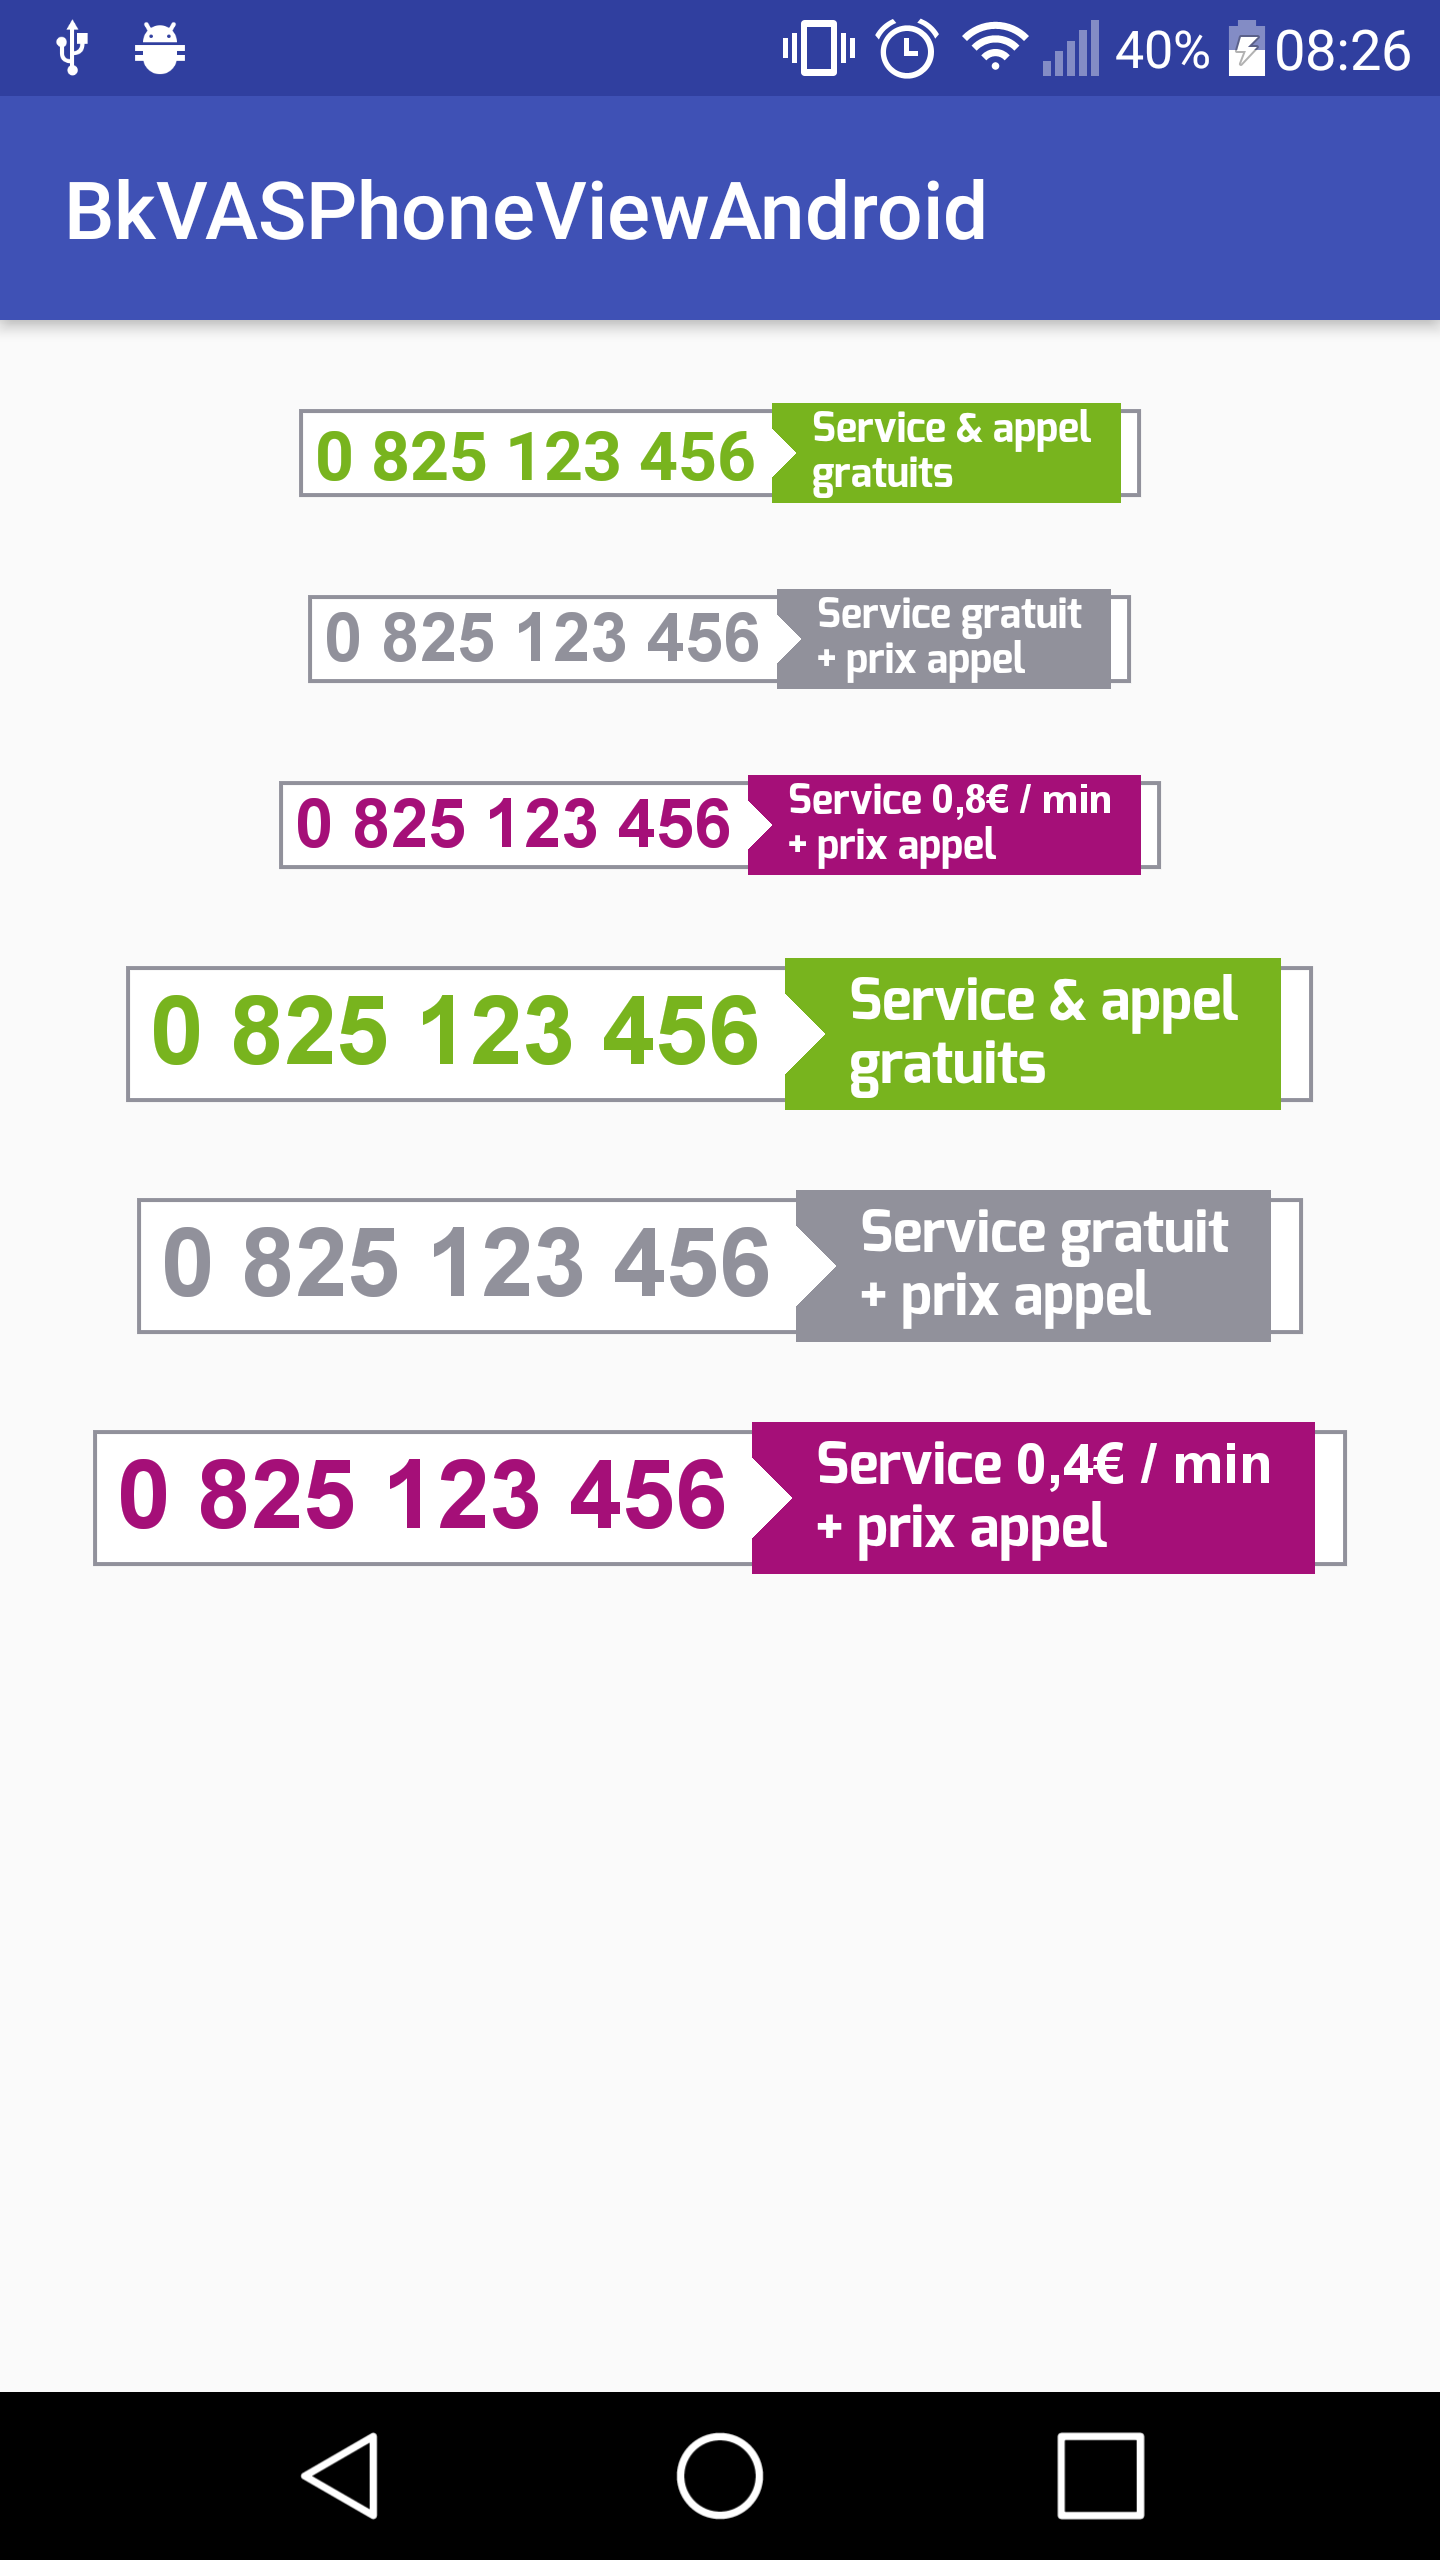 40% 08:26
BkVASPhoneViewAndroid
0 825 123 456 Service & appel
gratuits
0 825 123 456 Service gratuit
+ prix appel
0 825 123 456 Service 0,8€ / min
+ prix appel
0 825 123 456 Service & appel
gratuits
0 825 123 456 Service gratuit
+ prix appel
0 825 123 456 Service 0,4€ / min
+ prix appel